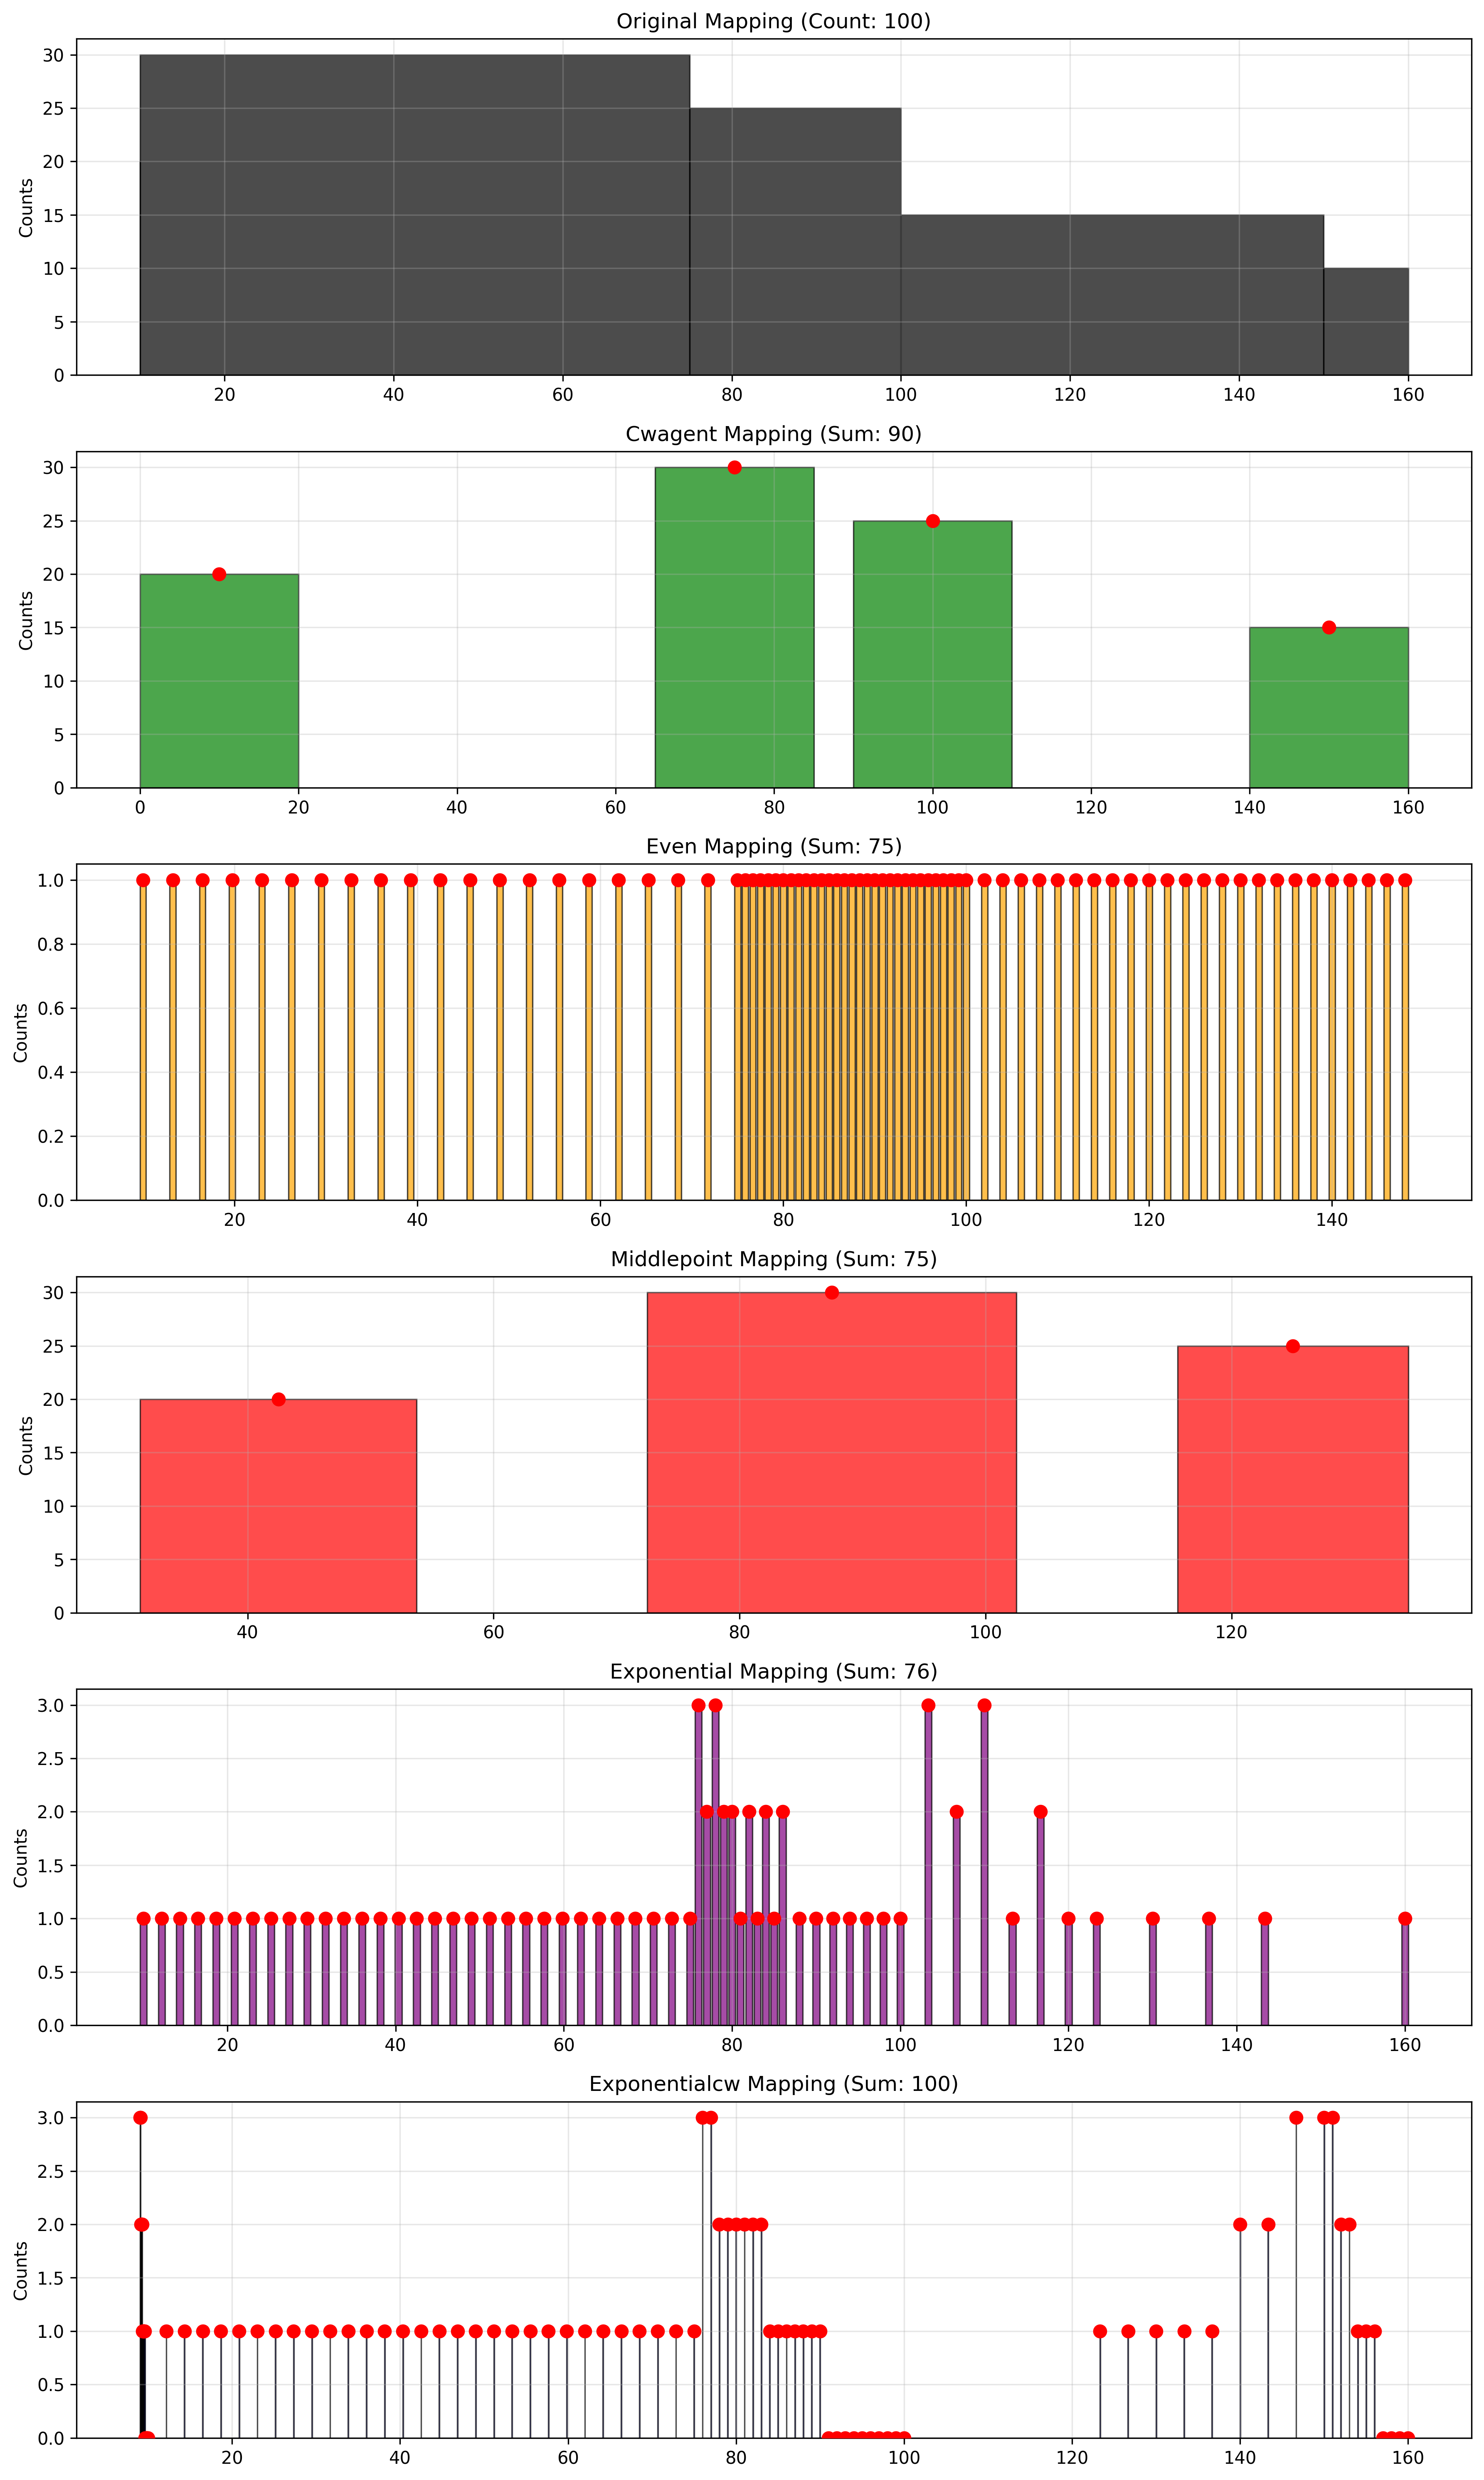 Original Mapping (Count: 100)
30
25
20
15
10
5
0
Counts
20 40 60 80 100 120 140 160
Cwagent Mapping (Sum: 90)
30
25
20
15
10
5
0
Counts
0 20 40 60 80 100 120 140 160
Even Mapping (Sum: 75)
1.0
0.8
0.6
0.4
0.2
0.0
Counts
20 40 60 80 100 120 140
Middlepoint Mapping (Sum: 75)
30
25
20
15
10
5
0
Counts
40 60 80 100 120
Exponential Mapping (Sum: 76)
3.0
2.5
2.0
1.5
1.0
0.5
0.0
Counts
20 40 60 80 100 120 140 160
Exponentialcw Mapping (Sum: 100)
3.0
2.5
2.0
1.5
1.0
0.5
0.0
Counts
20 40 60 80 100 120 140 160